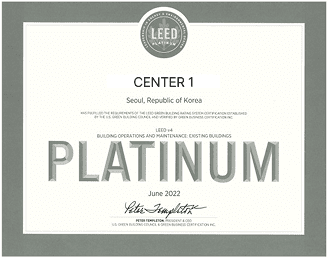 LEED
PLATINUM
CENTER 1
Seoul, Republic of Korea
HAS FULFILLED THE REQUIREMENTS OF THE LEED GREEN BUILDING RATING SYSTEM CERTIFICATION ESTABLISHED
BY THE U.S. GREEN BUILDING COUNCIL AND VERIFIED BY GREEN BUSINESS CERTIFICATION INC.
LEED v4
BUILDING OPERATIONS AND MAINTENANCE: EXISTING BUILDINGS
PLATINUM
June 2022
Peter Templeton
PETER TEMPLETON, PRESIDENT & CEO
U.S. GREEN BUILDING COUNCIL & GREEN BUSINESS CERTIFICATION INC.